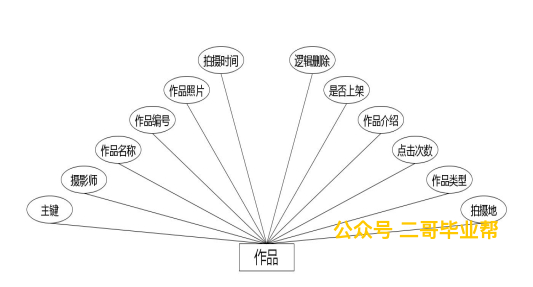 拍摄时间
逻辑删除
作品照片
是否上架
作品编号
作品介绍
作品名称
点击次数
摄影师
作品类型
主键
拍摄地
公众号 二哥毕业帮
作品